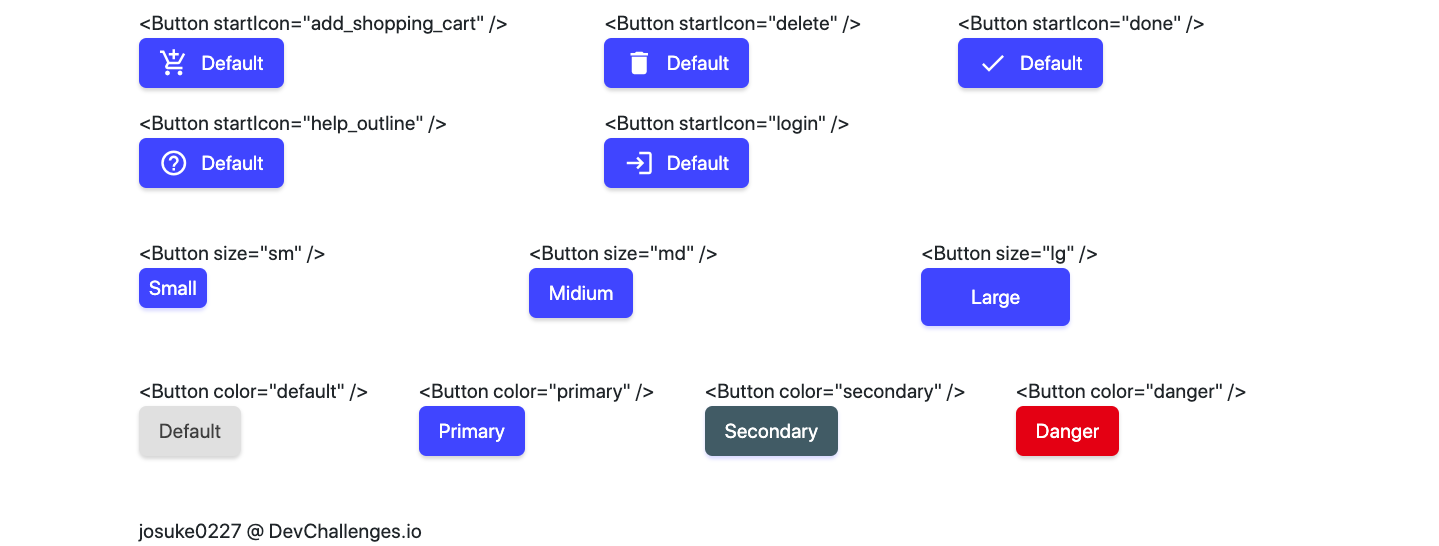 <Button startIcon="add_shopping_cart" /> <Button startIcon="delete" /> <Button startIcon="done" />
Default Default Default
<Button startIcon="help_outline" /> <Button startIcon="login" />
Default Default
<Button size="sm" /> <Button size="md" /> <Button size="lg" />
Small Midium Large
<Button color="default" /> <Button color="primary" /> <Button color="secondary" /> <Button color="danger" />
Default Primary Secondary Danger
josuke0227 @ DevChallenges.io